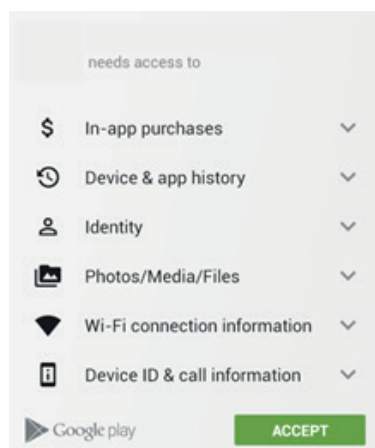 needs access to
$ In-app purchases
Device & app history
Identity
Photos/Media/Files
Wi-Fi connection information
Device ID & call information
Google play
ACCEPT